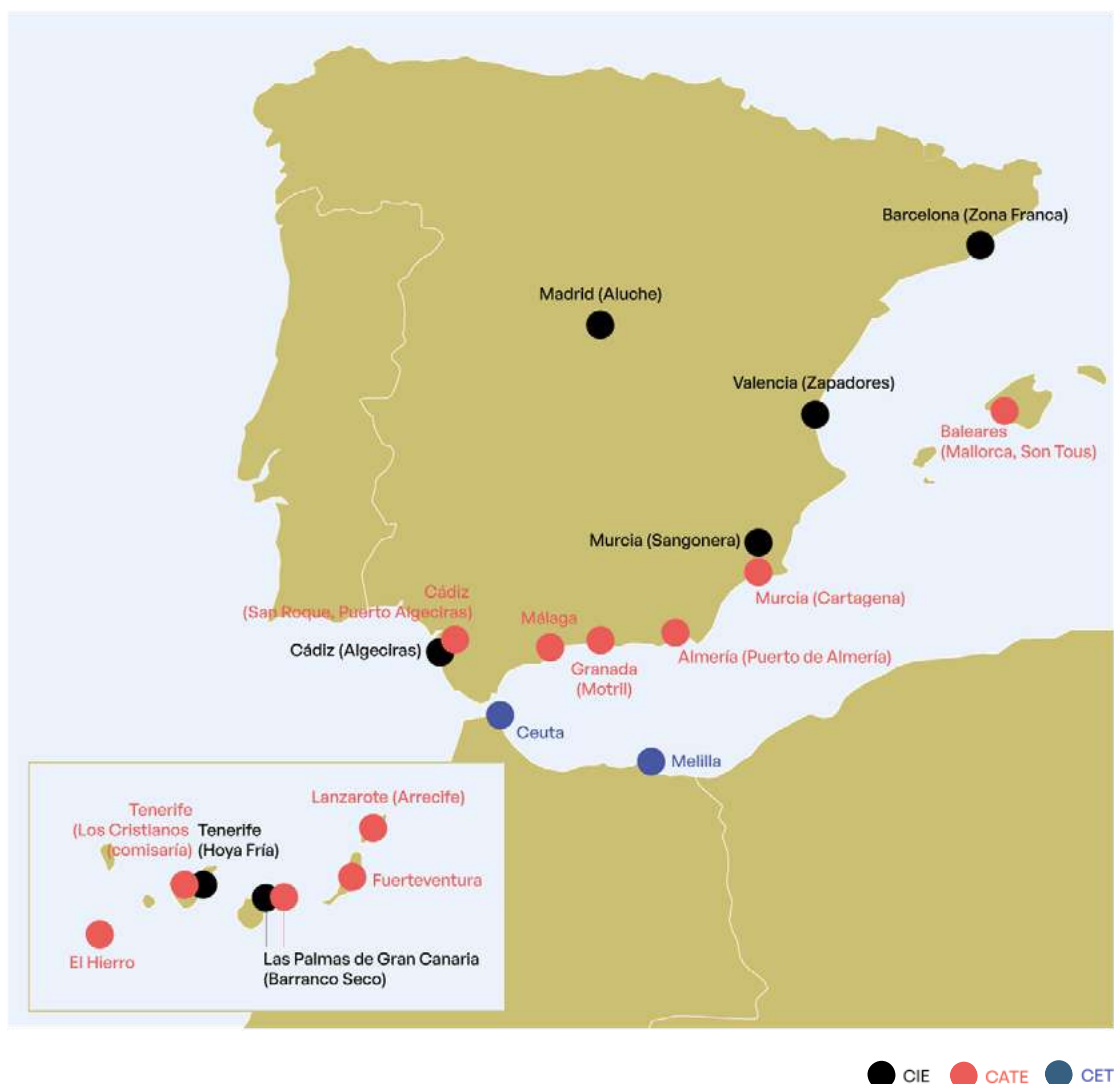 Barcelona (Zona Franca)
Madrid (Aluche)
Valencia (Zapadores)
Baleares
(Mallorca, Son Tous)
Murcia (Sangonera)
Murcia (Cartagena)
Cádiz
(San Roque, Puerto Algeciras)
Cádiz (Algeciras)
Málaga
Granada
(Motril)
Almería (Puerto de Almería)
Ceuta
Melilla
Lanzarote (Arrecife)
Tenerife
(Los Cristianos
(comisaría)
Tenerife
(Hoya Fría)
Fuerteventura
El Hierro
Las Palmas de Gran Canaria
(Barranco Seco)
CIE CATE CET